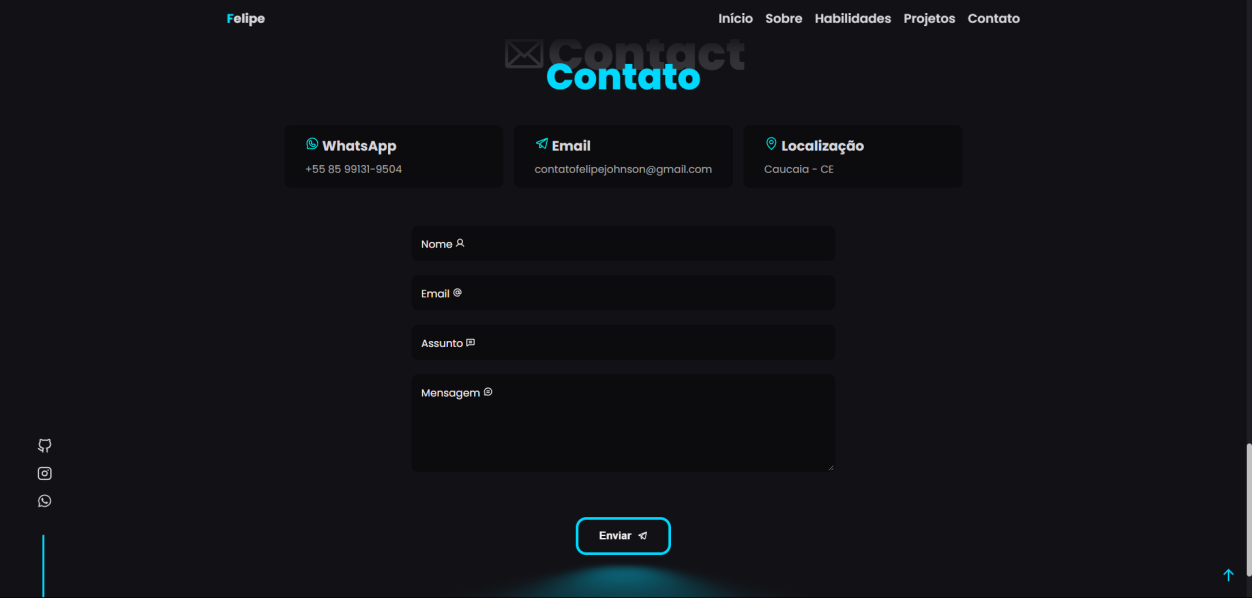 Felipe
Início Sobre Habilidades Projetos Contato
Contact
Contato
WhatsApp
+55 85 99131-9504
Email
contatofelipejohnson@gmail.com
Localização
Caucaia - CE
Nome
Email
Assunto
Mensagem
Enviar